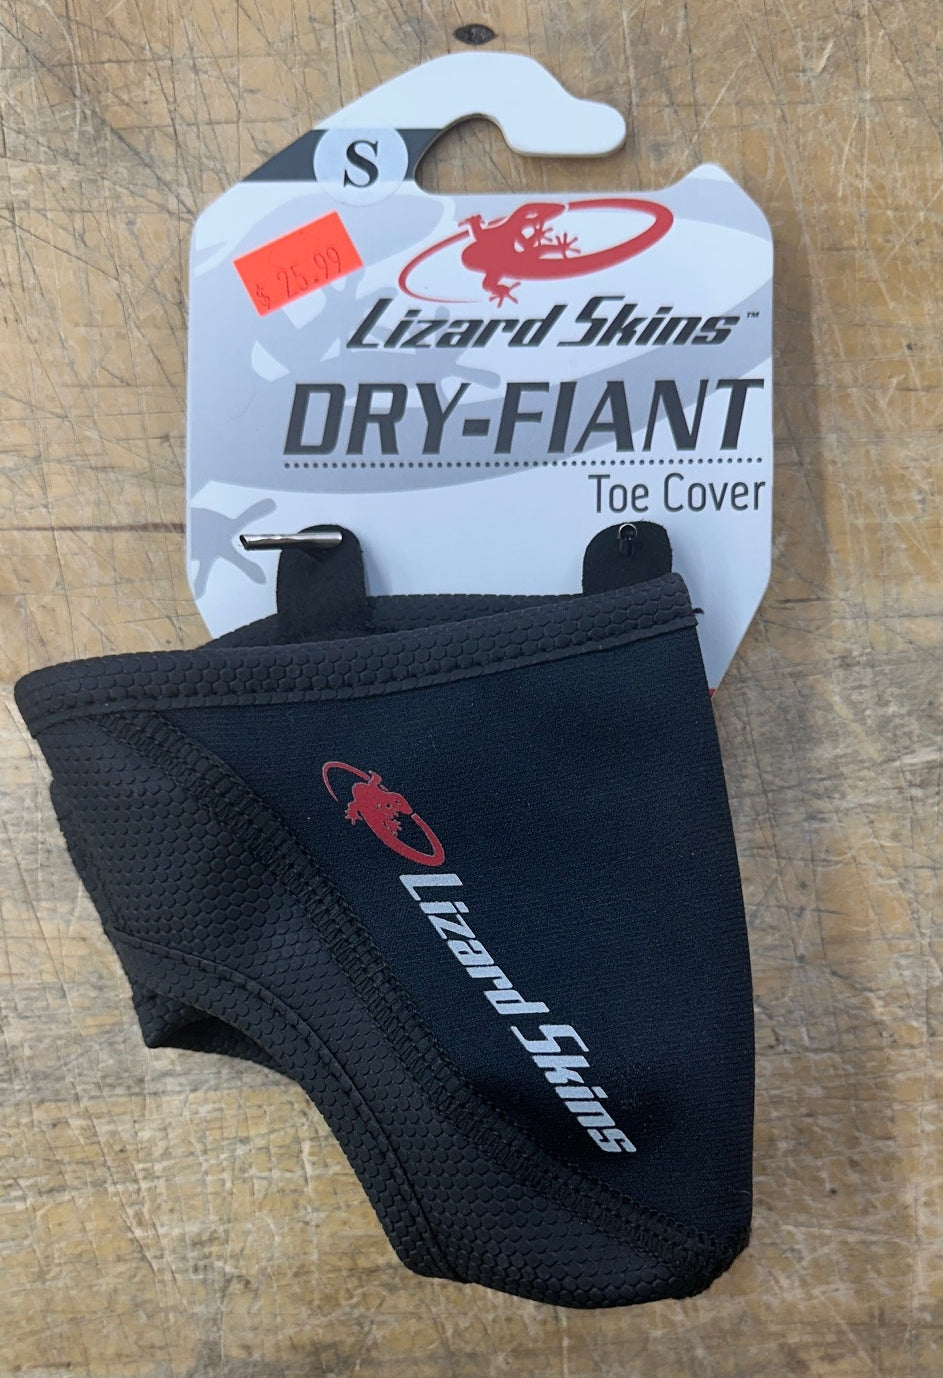 S
$ 25.99
Lizard Skins™
DRY-FIANT
Toe Cover
Lizard Skins